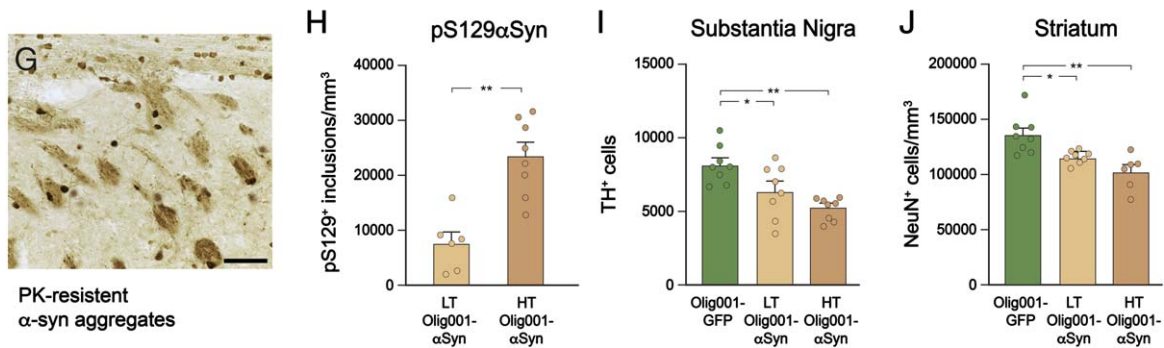 G
PK-resistent
α-syn aggregates
H
pS129αSyn
pS129⁺ inclusions/mm³
40000
30000
20000
10000
0
**
LT
Olig001-
αSyn
HT
Olig001-
αSyn
I
Substantia Nigra
TH⁺ cells
15000
10000
5000
0
**
*
Olig001-
GFP
LT
Olig001-
αSyn
HT
Olig001-
αSyn
J
Striatum
NeuN⁺ cells/mm³
200000
150000
100000
50000
0
**
*
Olig001-
GFP
LT
Olig001-
αSyn
HT
Olig001-
αSyn